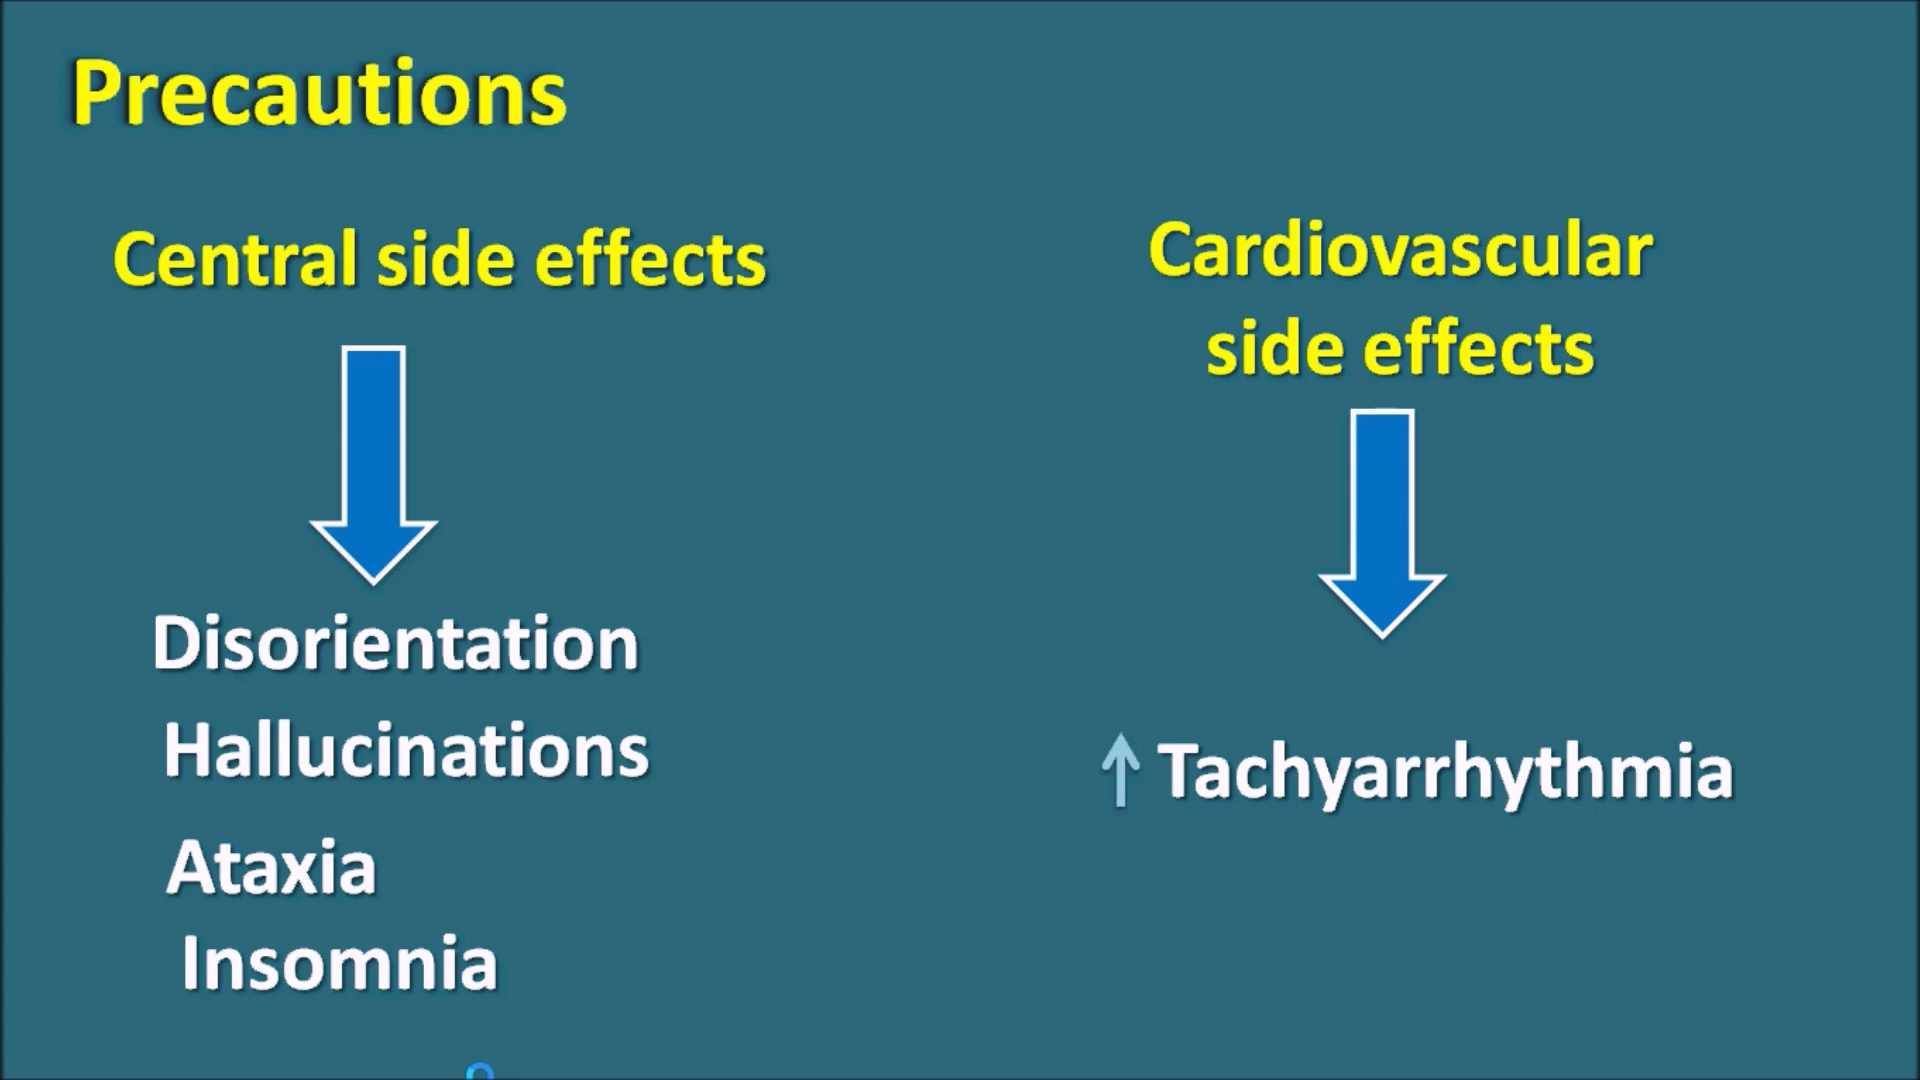 Precautions
Central side effects
Disorientation
Hallucinations
Ataxia
Insomnia
Cardiovascular
side effects
↑ Tachyarrhythmia